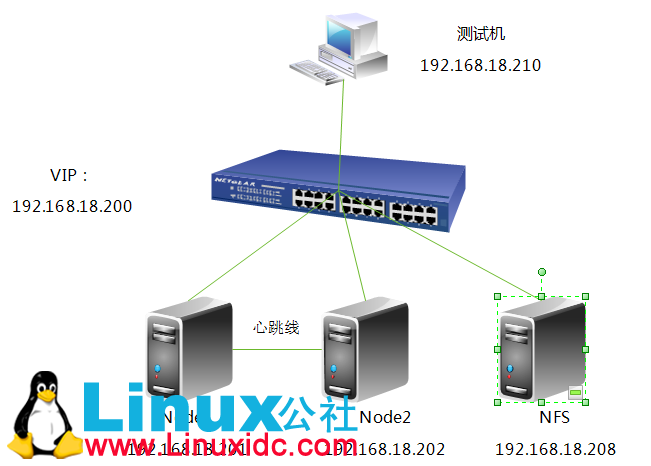 测试机
192.168.18.210
VIP：
192.168.18.200
NETGEAR
心跳线
Node2
NFS
192.168.18.202
192.168.18.208
Linux公社
www.Linuxidc.com